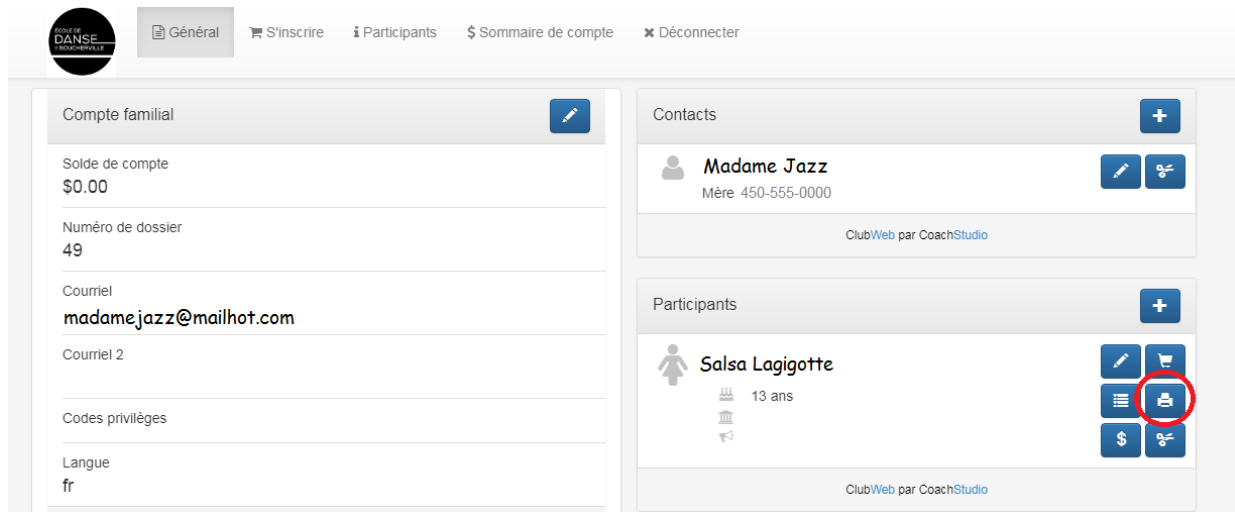 ÉCOLE DE
DANSE
BOUCHERVILLE
Général
S'inscrire
Participants
$ Sommaire de compte
Déconnecter
Compte familial
Solde de compte
$0.00
Numéro de dossier
49
Courriel
madamejazz@mailhot.com
Courriel 2
Codes privilèges
Langue
fr
Contacts
Madame Jazz
Mère 450-555-0000
ClubWeb par CoachStudio
Participants
Salsa Lagigotte
13 ans
$
ClubWeb par CoachStudio